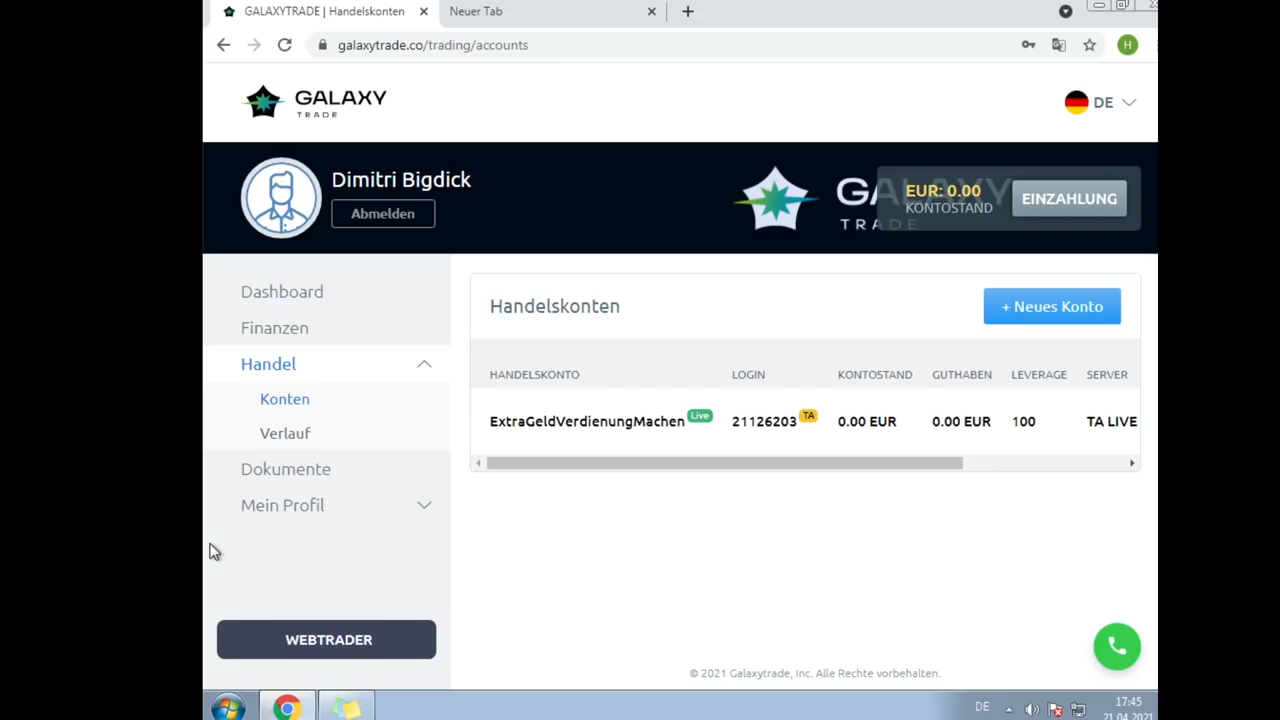 GALAXYTRADE | Handelskonten
Neuer Tab
galaxytrade.co/trading/accounts
H
GALAXY
TRADE
DE
Dimitri Bigdick
Abmelden
GALAXY
TRADE
EUR: 0.00
KONTOSTAND
EINZAHLUNG
Dashboard
Finanzen
Handel
Konten
Verlauf
Dokumente
Mein Profil
WEBTRADER
Handelskonten
+ Neues Konto
HANDELSKONTO LOGIN KONTOSTAND GUTHABEN LEVERAGE SERVER
ExtraGeldVerdienungMachen Live 21126203 TA 0.00 EUR 0.00 EUR 100 TA LIVE
© 2021 Galaxytrade, Inc. Alle Rechte vorbehalten.
DE
17:45
21.04.2021